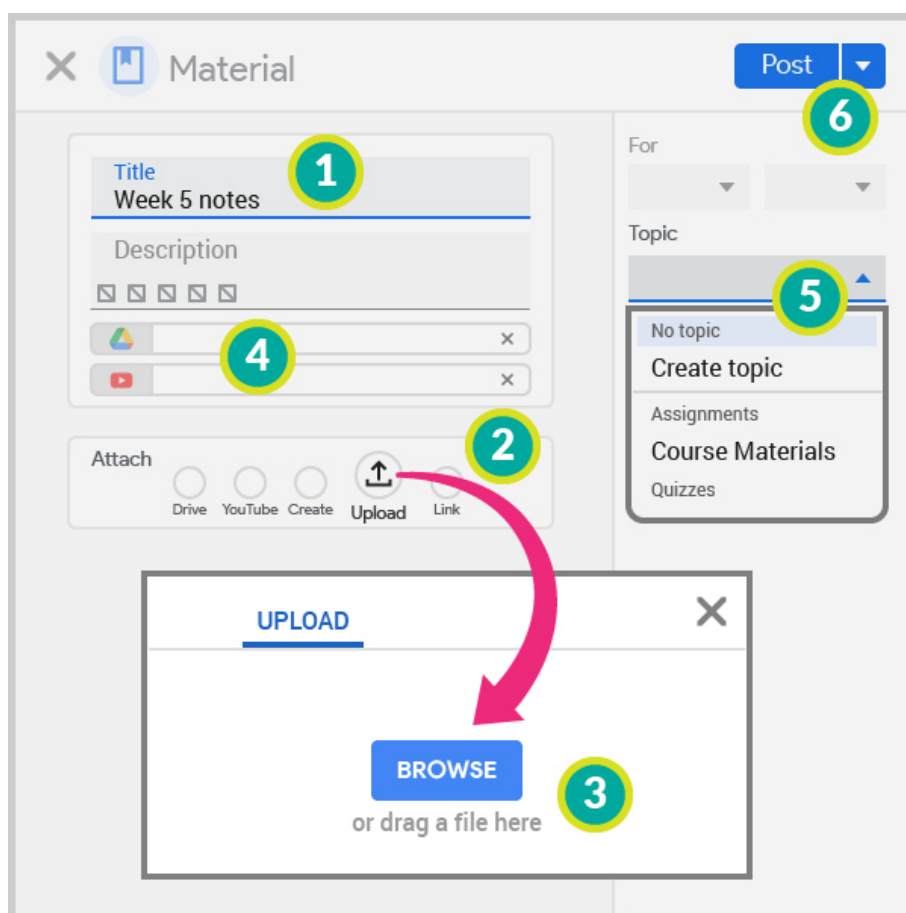 Material
Post
6
1
Title
Week 5 notes
Description
4
2
Attach
Drive YouTube Create Upload Link
For
Topic
5
No topic
Create topic
Assignments
Course Materials
Quizzes
UPLOAD
BROWSE
3
or drag a file here